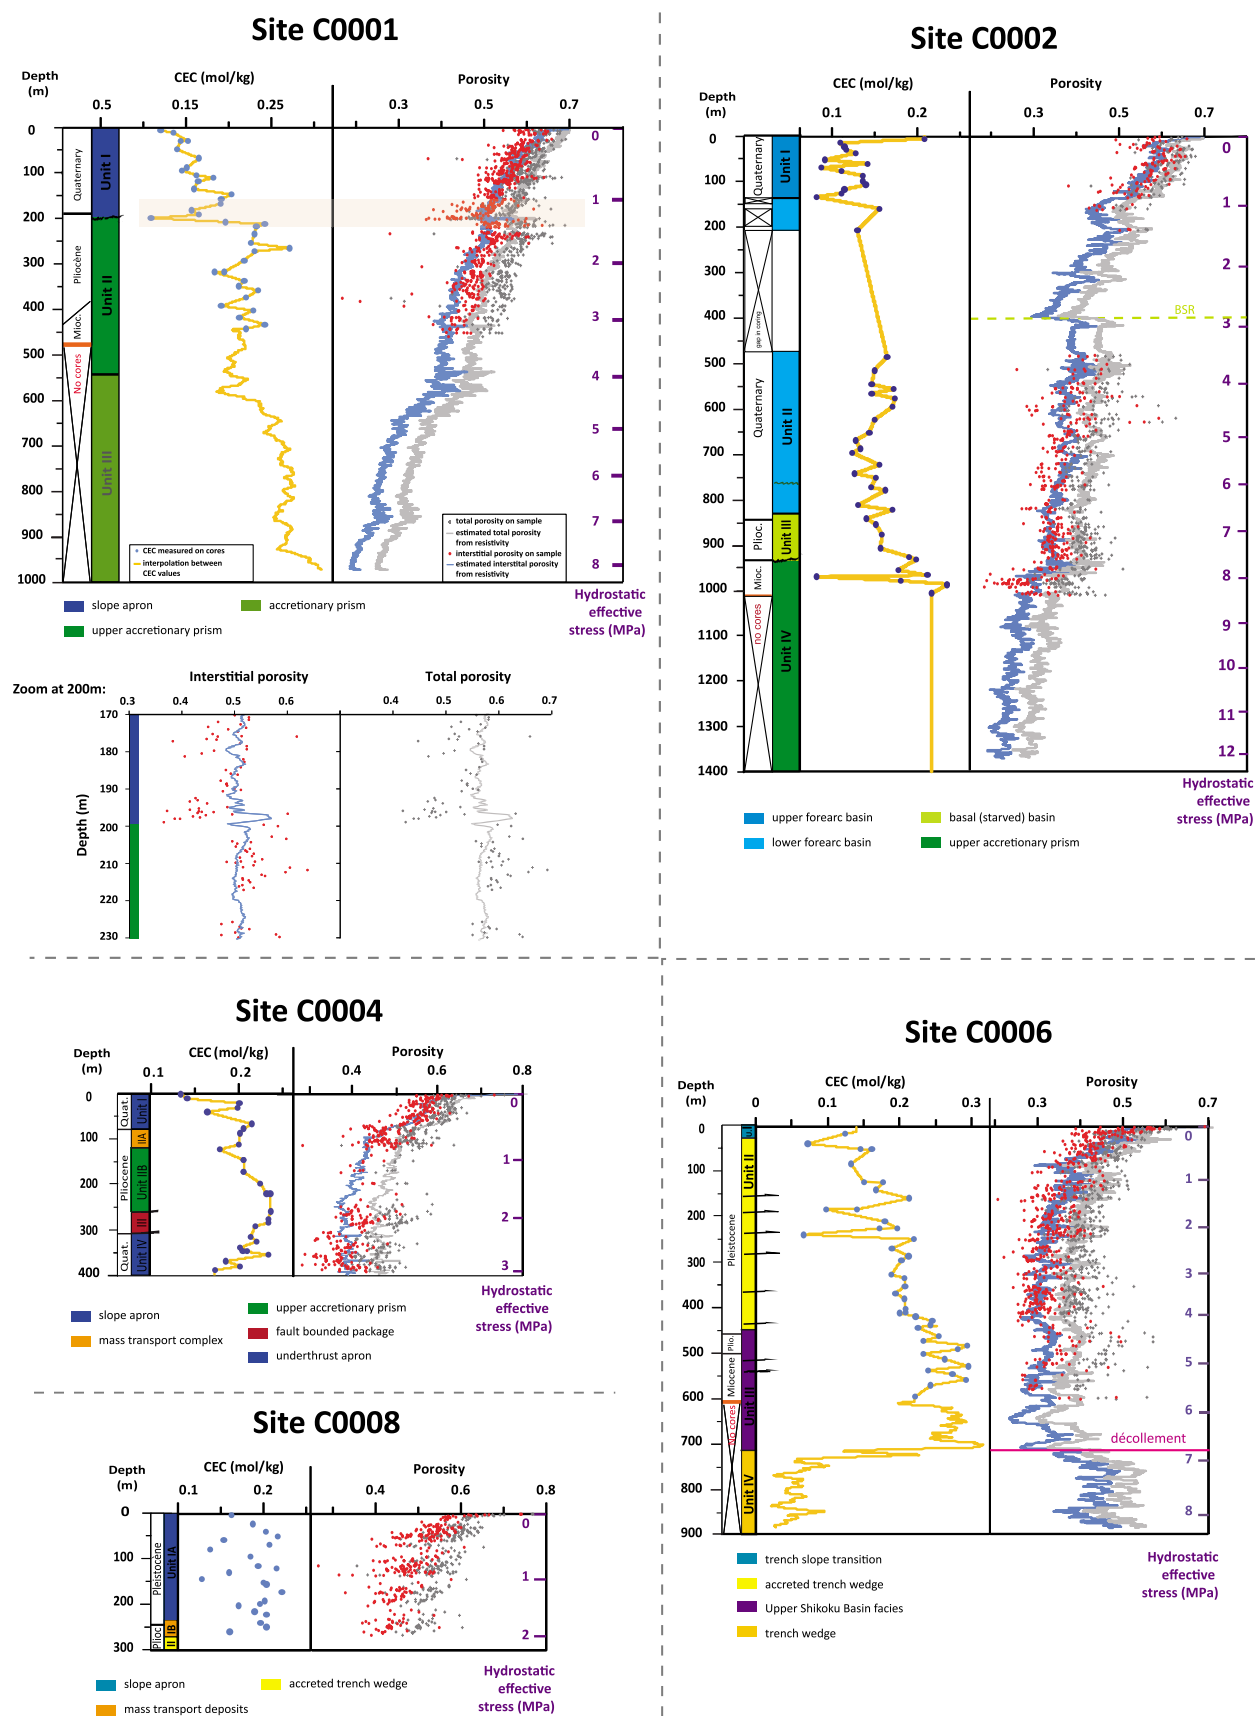 Site C0001
Depth
(m)
CEC (mol/kg)
Porosity
0.5
0.15
0.25
0.3
0.5
0.7
0
100
200
300
400
500
600
700
800
900
1000
Quaternary
Pliocène
Mioc.
No cores
Unit I
Unit II
Unit III
0
1
2
3
4
5
6
7
8
CEC measured on cores
interpolation between
CEC values
total porosity on sample
estimated total porosity
from resistivity
interstitial porosity on sample
estimated interstital porosity
from resistivity
slope apron
accretionary prism
upper accretionary prism
Hydrostatic
effective
stress (MPa)
Zoom at 200m:
Interstitial porosity
Total porosity
0.3
0.4
0.5
0.6
0.4
0.5
0.6
0.7
Depth (m)
170
180
190
200
210
220
230
Site C0002
Depth
(m)
CEC (mol/kg)
Porosity
0.1
0.2
0.3
0.5
0.7
0
100
200
300
400
500
600
700
800
900
1000
1100
1200
1300
1400
Quaternary
gap in coring
Quaternary
Plioc.
Mioc.
no cores
Unit I
Unit II
Unit III
Unit IV
BSR
0
1
2
3
4
5
6
7
8
9
10
11
12
Hydrostatic
effective
stress (MPa)
upper forearc basin
basal (starved) basin
lower forearc basin
upper accretionary prism
Site C0004
Depth
(m)
CEC (mol/kg)
Porosity
0.1
0.2
0.4
0.6
0.8
0
100
200
300
400
Quat.
Pliocene
Quat.
Unit I
IIA
Unit IIB
III
Unit IV
0
1
2
3
Hydrostatic
effective
stress (MPa)
slope apron
mass transport complex
upper accretionary prism
fault bounded package
underthrust apron
Site C0006
Depth
(m)
CEC (mol/kg)
Porosity
0
0.1
0.2
0.3
0.3
0.5
0.7
0
100
200
300
400
500
600
700
800
900
Pleistocene
Plio.
Miocene
No cores
Unit II
Unit III
Unit IV
décollement
0
1
2
3
4
5
6
7
8
trench slope transition
accreted trench wedge
Upper Shikoku Basin facies
trench wedge
Hydrostatic
effective
stress (MPa)
Site C0008
Depth
(m)
CEC (mol/kg)
Porosity
0.1
0.2
0.4
0.6
0.8
0
100
200
300
Pleistocène
Plioc
Unit IA
IB
II
0
1
2
Hydrostatic
effective
stress (MPa)
slope apron
accreted trench wedge
mass transport deposits